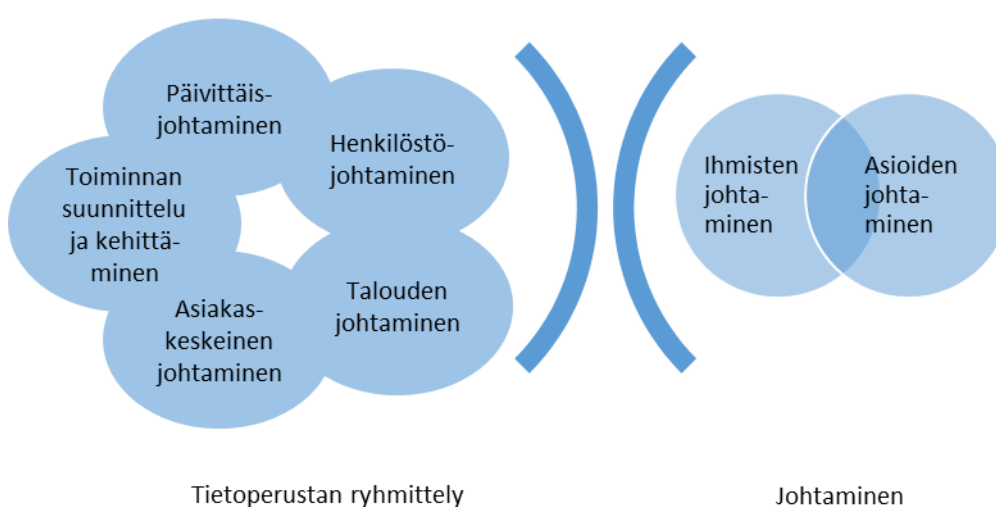 Päivittäis-
johtaminen
Henkilöstö-
johtaminen
Toiminnan
suunnittelu
ja kehittä-
minen
Asiakas-
keskeinen
johtaminen
Talouden
johtaminen
Ihmisten
johta-
minen
Asioiden
johta-
minen
Tietoperustan ryhmittely
Johtaminen